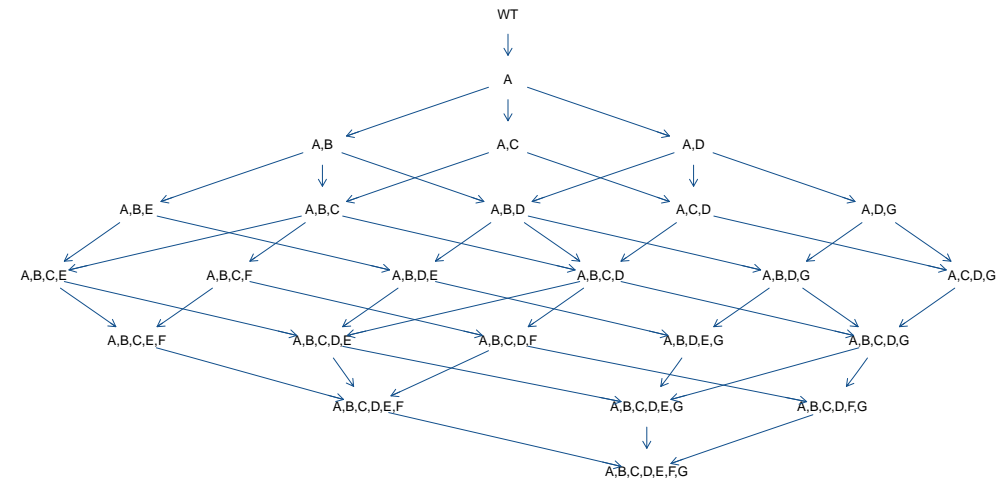 WT
A
A,B
A,C
A,D
A,B,E
A,B,C
A,B,D
A,C,D
A,D,G
A,B,C,E
A,B,C,F
A,B,D,E
A,B,C,D
A,B,D,G
A,C,D,G
A,B,C,E,F
A,B,C,D,E
A,B,C,D,F
A,B,D,E,G
A,B,C,D,G
A,B,C,D,E,F
A,B,C,D,E,G
A,B,C,D,F,G
A,B,C,D,E,F,G